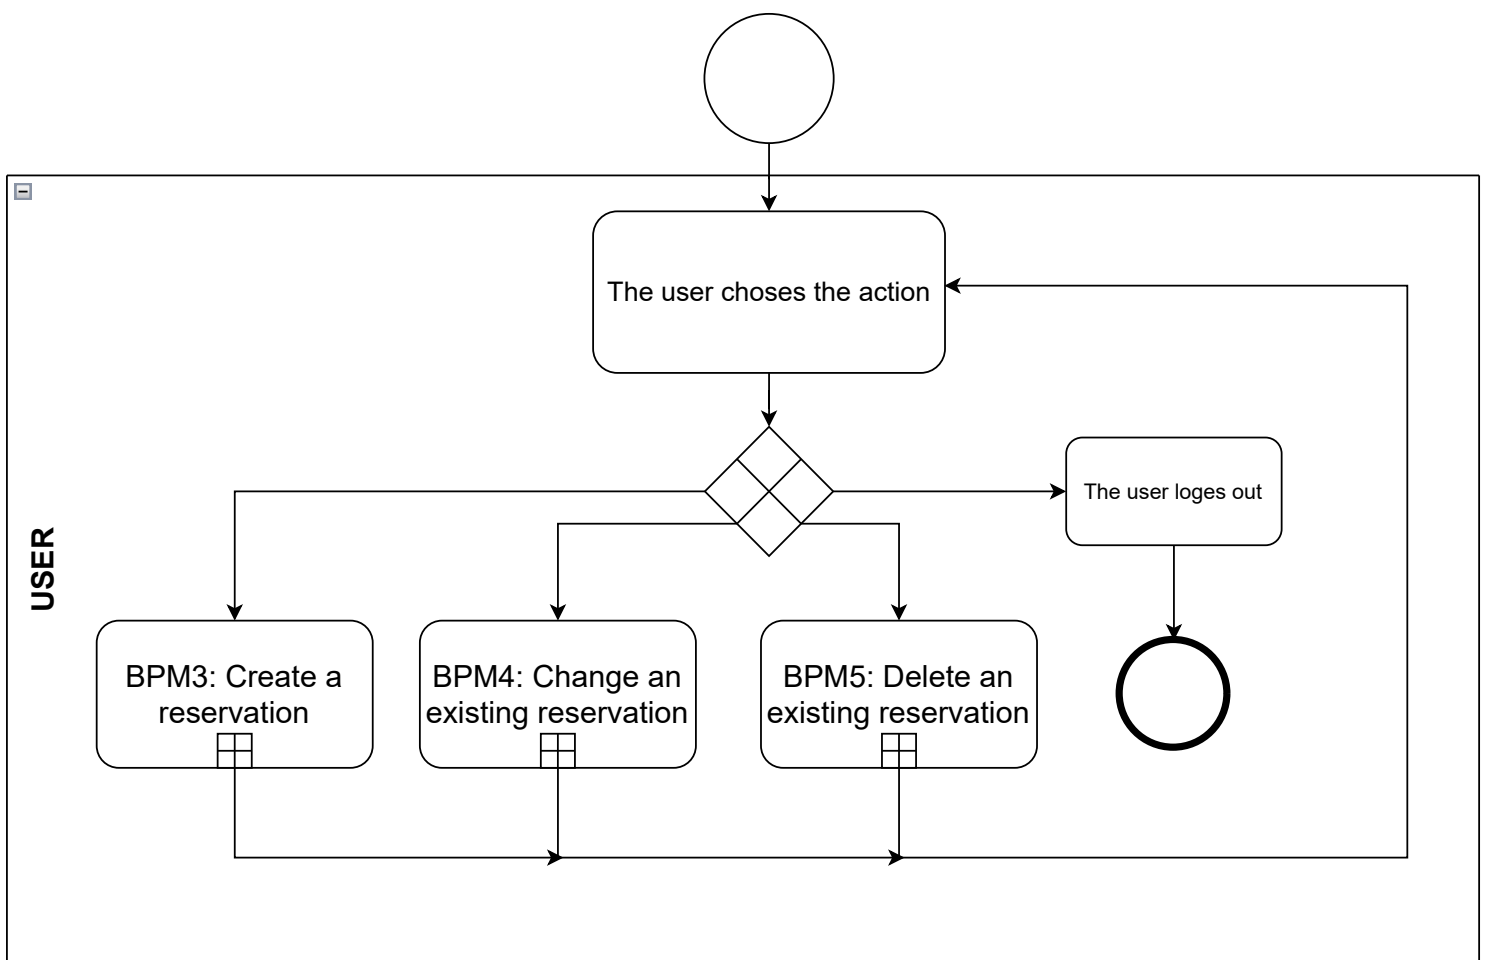 The user choses the action
The user loges out
USER
BPM3: Create a
reservation
BPM4: Change an
existing reservation
BPM5: Delete an
existing reservation